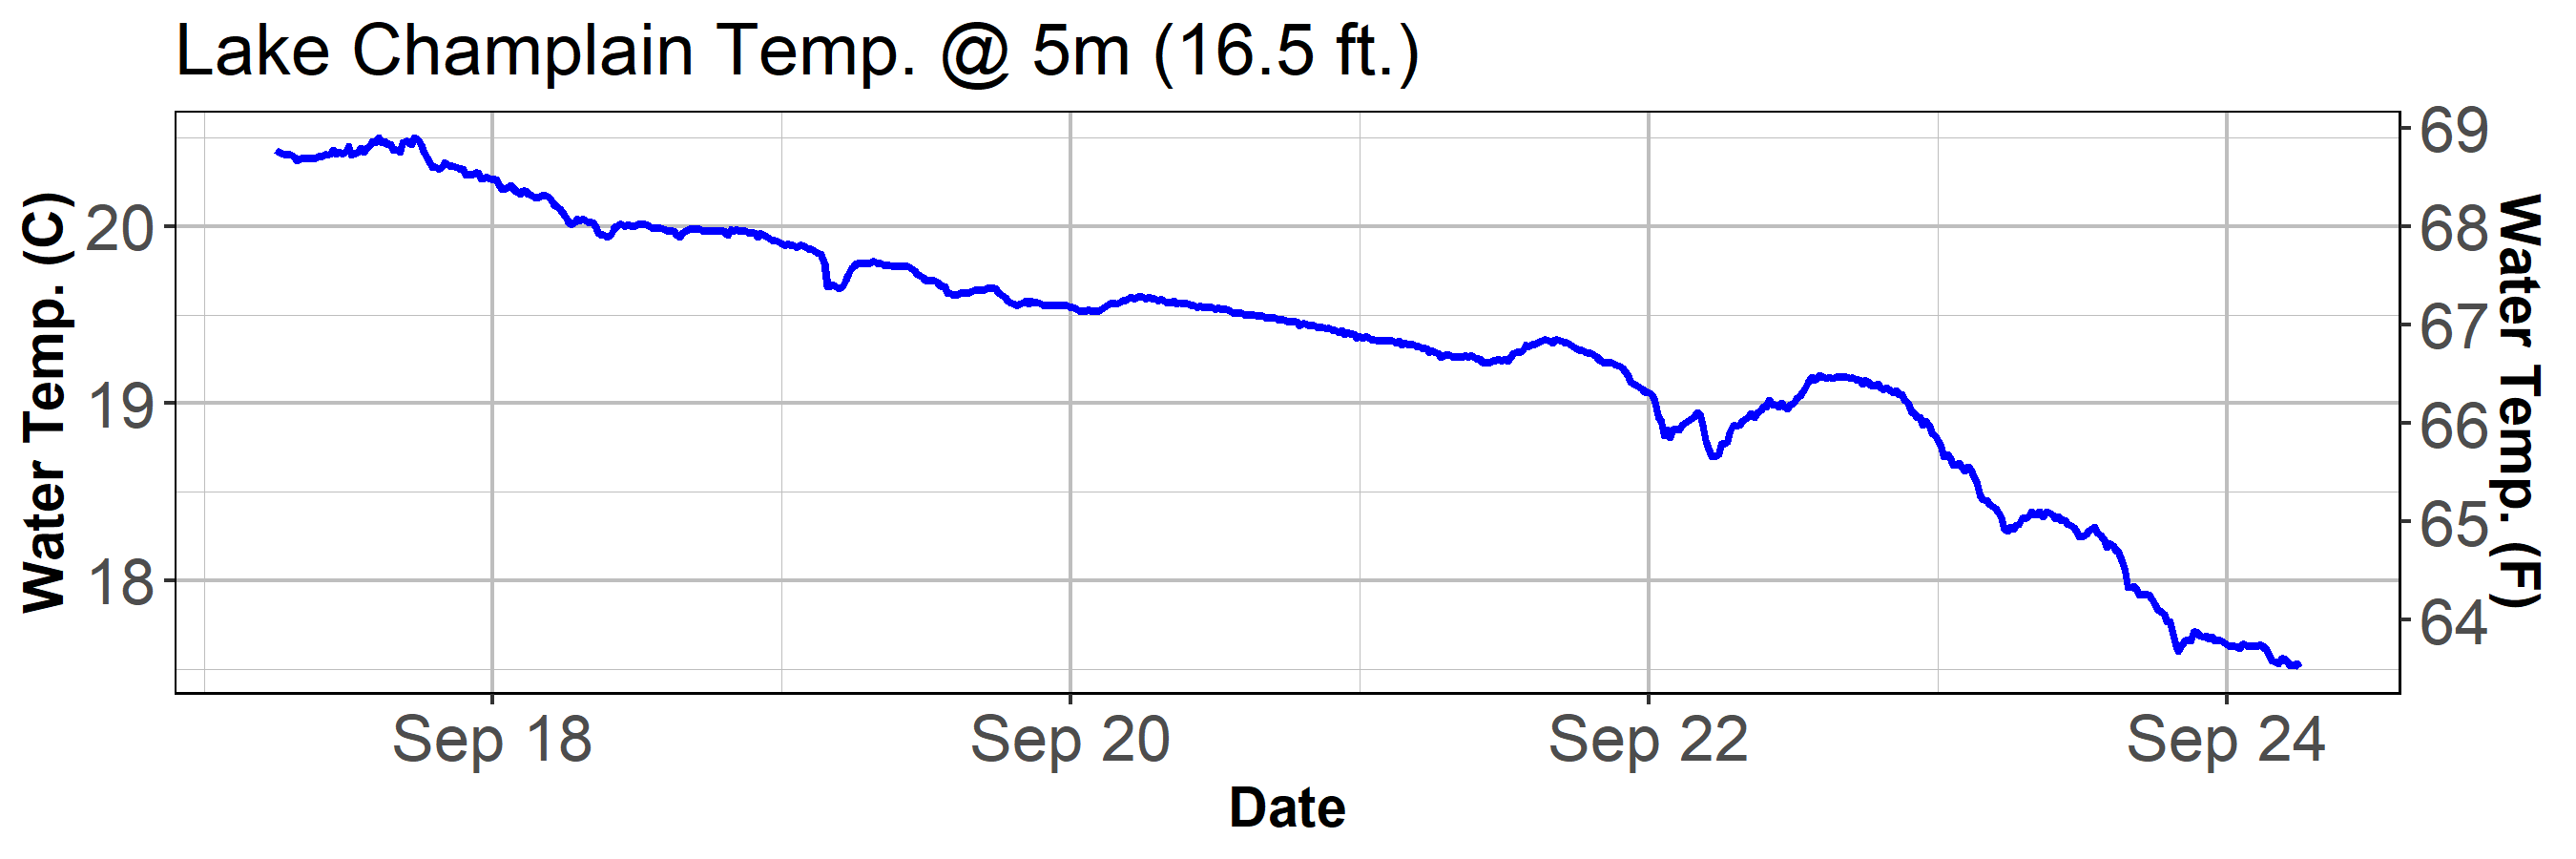 Lake Champlain Temp. @ 5m (16.5 ft.)
Water Temp. (C)
20
19
18
69
68
67
66
65
64
Water Temp. (F)
Sep 18 Sep 20 Sep 22 Sep 24
Date